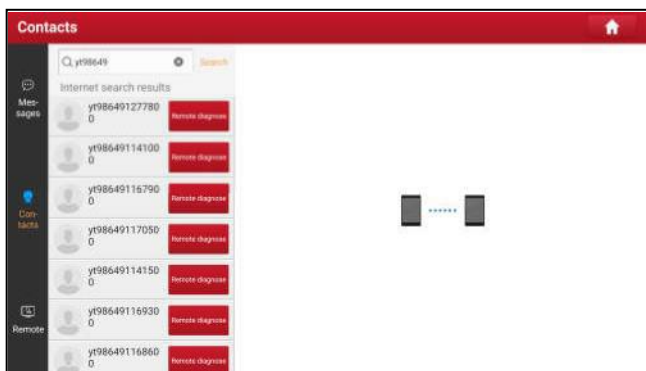 Contacts
yt98649
Search
Internet search results
Mes-
sages
Con-
tacts
Remote
yt98649127780
0
Remote diagnose
yt98649114100
0
Remote diagnose
yt98649116790
0
Remote diagnose
yt98649117050
0
Remote diagnose
yt98649114150
0
Remote diagnose
yt98649116930
0
Remote diagnose
yt98649116860
0
Remote diagnose